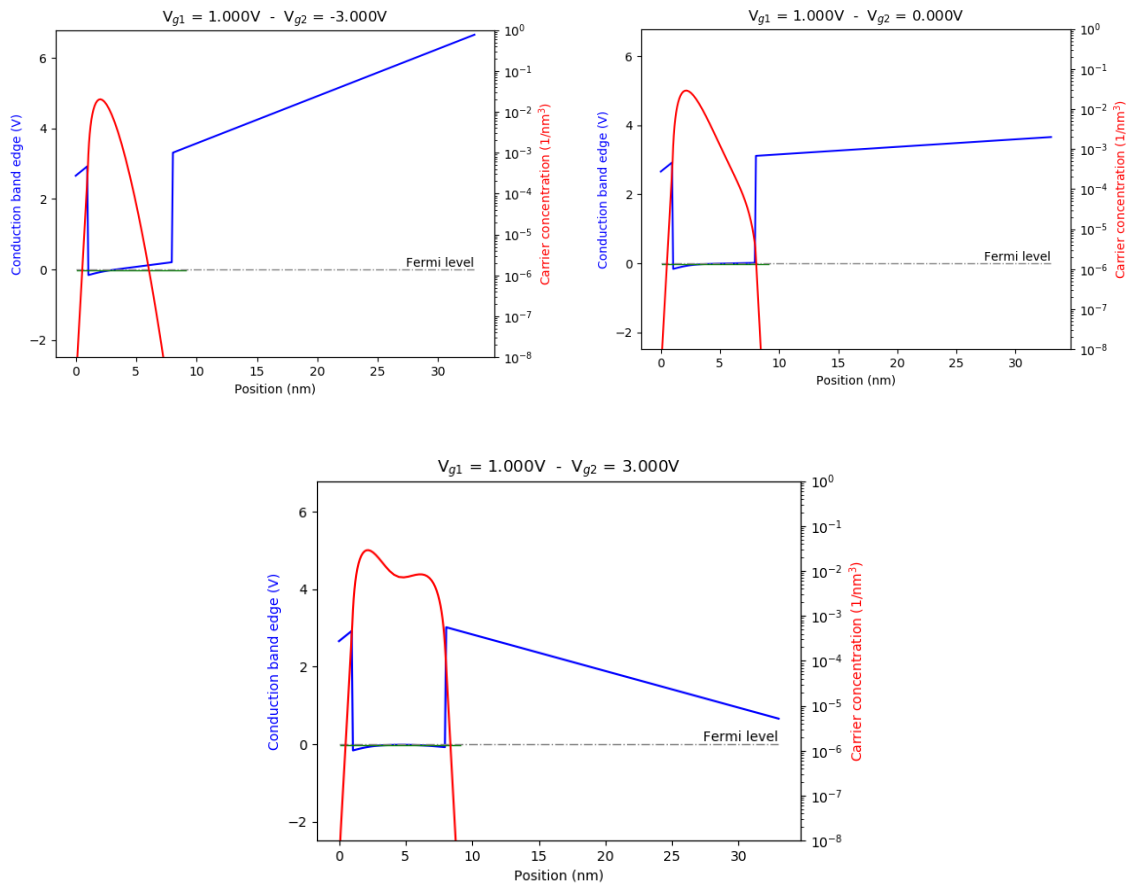 V_g1 = 1.000V - V_g2 = -3.000V
Conduction band edge (V)
6
4
2
0
−2
Fermi level
10^0
10^-1
10^-2
10^-3
10^-4
10^-5
10^-6
10^-7
10^-8
Carrier concentration (1/nm^3)
0 5 10 15 20 25 30
Position (nm)
V_g1 = 1.000V - V_g2 = 0.000V
Conduction band edge (V)
6
4
2
0
−2
Fermi level
10^0
10^-1
10^-2
10^-3
10^-4
10^-5
10^-6
10^-7
10^-8
Carrier concentration (1/nm^3)
0 5 10 15 20 25 30
Position (nm)
V_g1 = 1.000V - V_g2 = 3.000V
Conduction band edge (V)
6
4
2
0
−2
Fermi level
10^0
10^-1
10^-2
10^-3
10^-4
10^-5
10^-6
10^-7
10^-8
Carrier concentration (1/nm^3)
0 5 10 15 20 25 30
Position (nm)